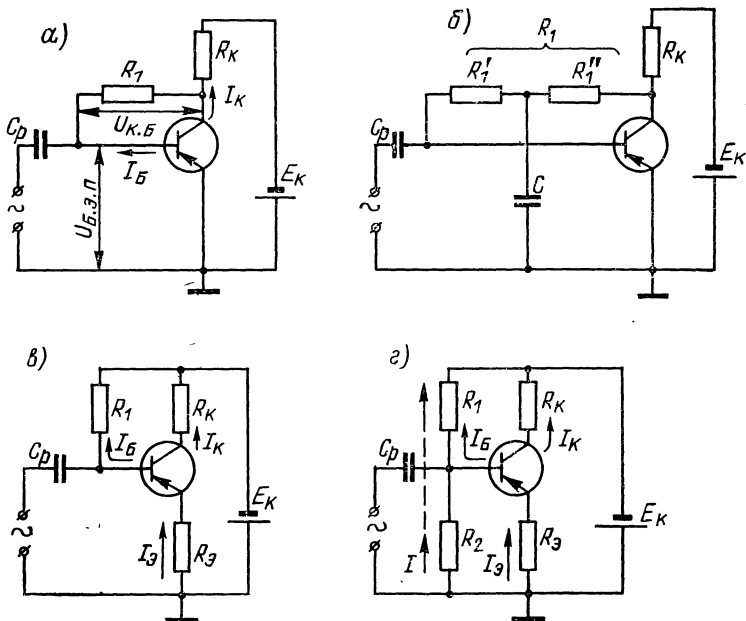 а)
R1
RК
IК
UК.Б
Cр
IБ
UБ.Э.П
EК
~
б)
R1
R1'
R1''
RК
Cр
C
EК
~
в)
R1
RК
IБ
IК
Cр
EК
~
IЭ
RЭ
г)
R1
RК
IБ
IК
Cр
EК
~
I
R2
IЭ
RЭ